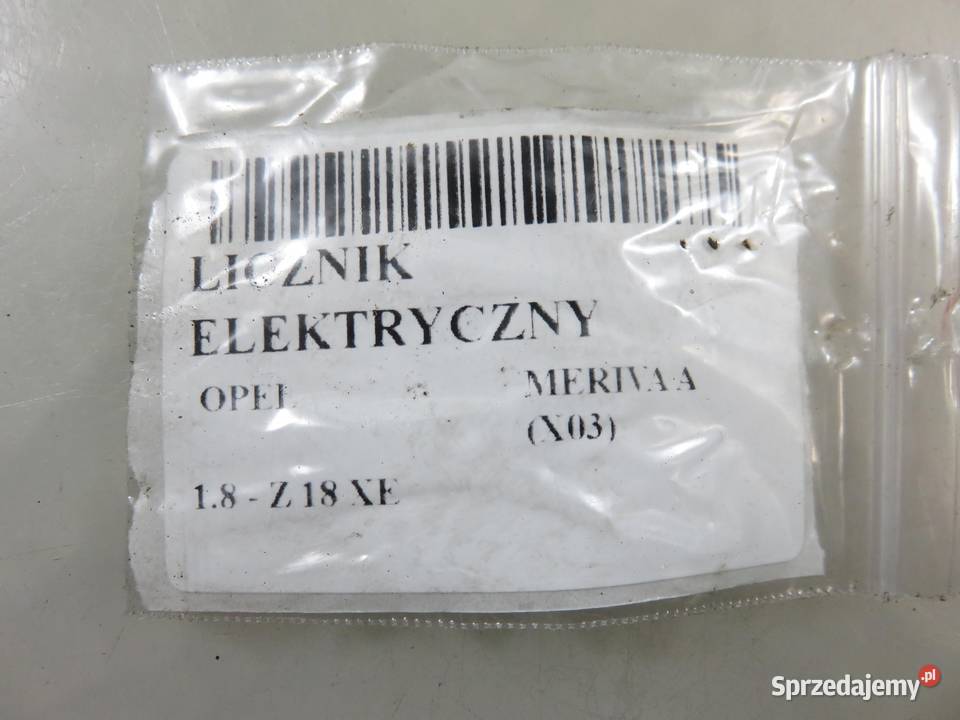 LICZNIK
ELEKTRYCZNY
OPEL MERIVA A
(X03)
1.8 - Z 18 XE
Sprzedajemy.pl